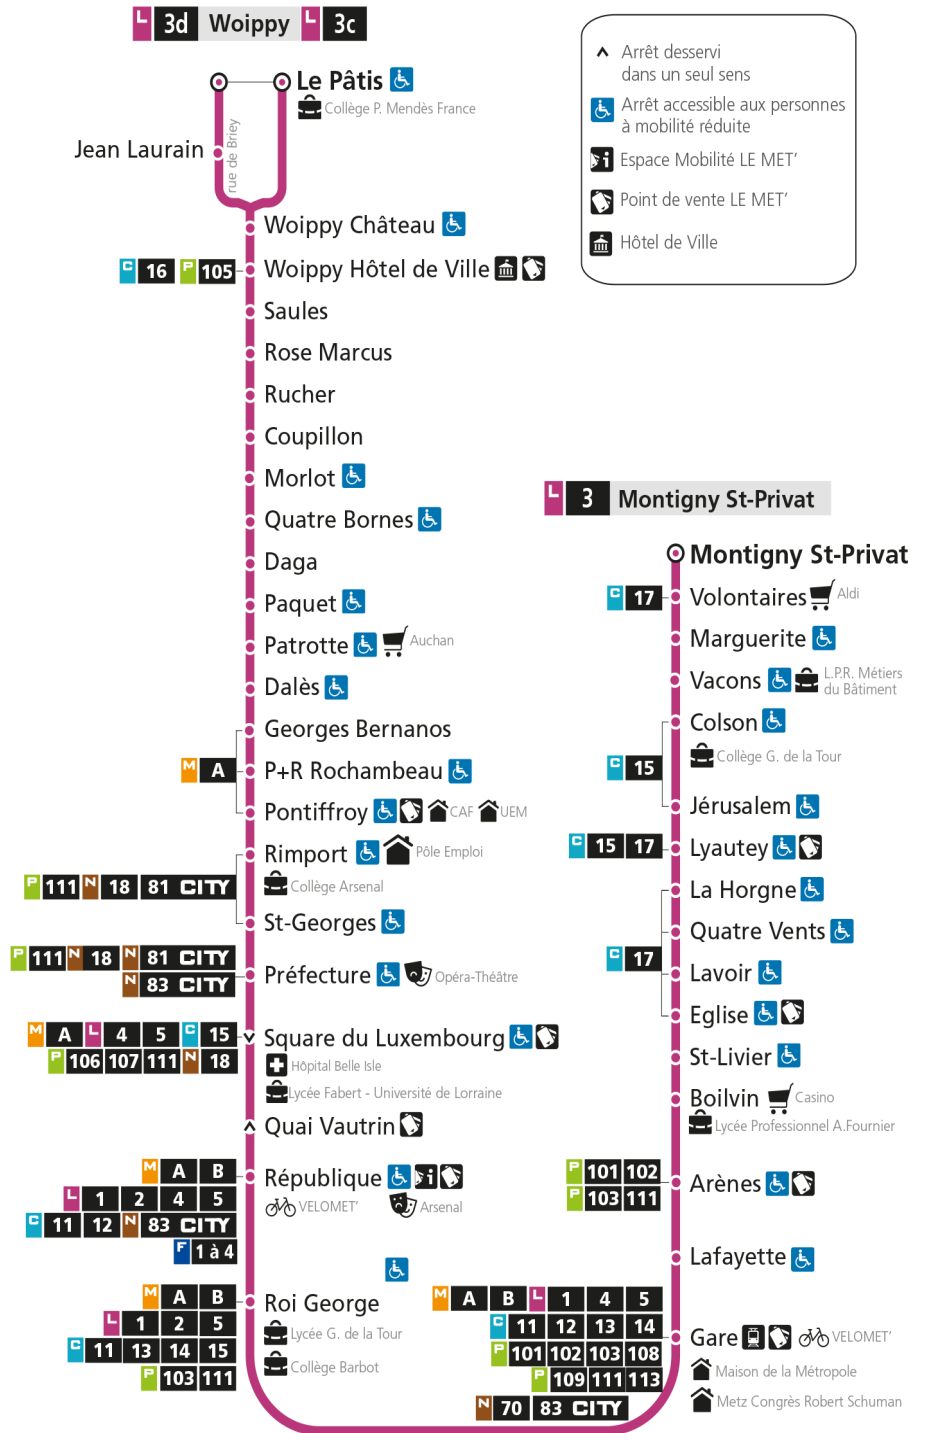 L 3d Woippy L 3c
Le Pâtis
Collège P. Mendès France
rue de Briey
Jean Laurain
Woippy Château
C 16 P 105 Woippy Hôtel de Ville
Saules
Rose Marcus
Rucher
Coupillon
Morlot
Quatre Bornes
Daga
Paquet
Patrotte Auchan
Dalès
Georges Bernanos
M A P+R Rochambeau
Pontiffroy CAF UEM
Rimport Pôle Emploi
P 111 N 18 81 CITY Collège Arsenal
St-Georges
P 111 N 18 N 81 CITY
N 83 CITY
Préfecture Opéra-Théâtre
M A L 4 5 C 15
P 106 107 111 N 18
Square du Luxembourg
Hôpital Belle Isle
Lycée Fabert - Université de Lorraine
Quai Vautrin
M A B
L 1 2 4 5
C 11 12 N 83 CITY
F 1 à 4
République i
VELOMET' Arsenal
M A B
L 1 2 5
C 11 13 14 15
P 103 111
Roi George
Lycée G. de la Tour
Collège Barbot
Arrêt desservi
dans un seul sens
Arrêt accessible aux personnes
à mobilité réduite
i Espace Mobilité LE MET'
Point de vente LE MET'
Hôtel de Ville
L 3 Montigny St-Privat
Montigny St-Privat
C 17 Volontaires Aldi
Marguerite
Vacons L.P.R. Métiers
du Bâtiment
Colson
Collège G. de la Tour
C 15
Jérusalem
C 15 17 Lyautey
La Horgne
Quatre Vents
C 17
Lavoir
Eglise
St-Livier
Boilvin Casino
Lycée Professionnel A.Fournier
P 101 102
P 103 111
Arènes
Lafayette
M A B L 1 4 5
C 11 12 13 14
P 101 102 103 108
P 109 111 113
N 70 83 CITY
Gare VELOMET'
Maison de la Métropole
Metz Congrès Robert Schuman